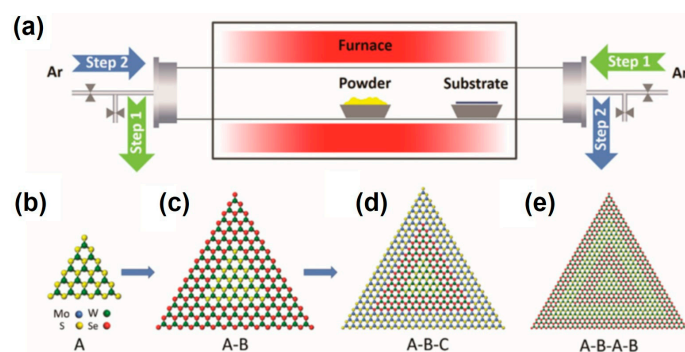 (a)
Furnace
Step 2
Step 1
Ar
Ar
Powder
Substrate
Step 1
Step 2
(b)
(c)
(d)
(e)
Mo W
S Se
A
A-B
A-B-C
A-B-A-B